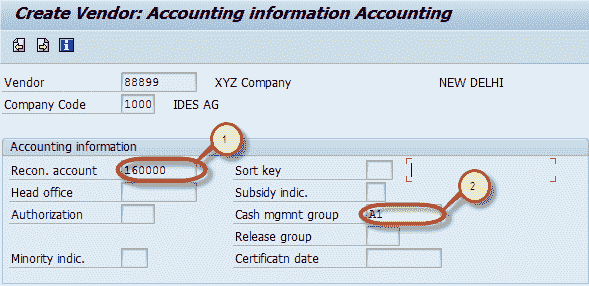 Create Vendor: Accounting information Accounting
Vendor 88899 XYZ Company NEW DELHI
Company Code 1000 IDES AG
Accounting information
1
Recon. account 160000 Sort key
Head office Subsidy indic.
2
Authorization Cash mgmnt group A1
Release group
Minority indic. Certificatn date